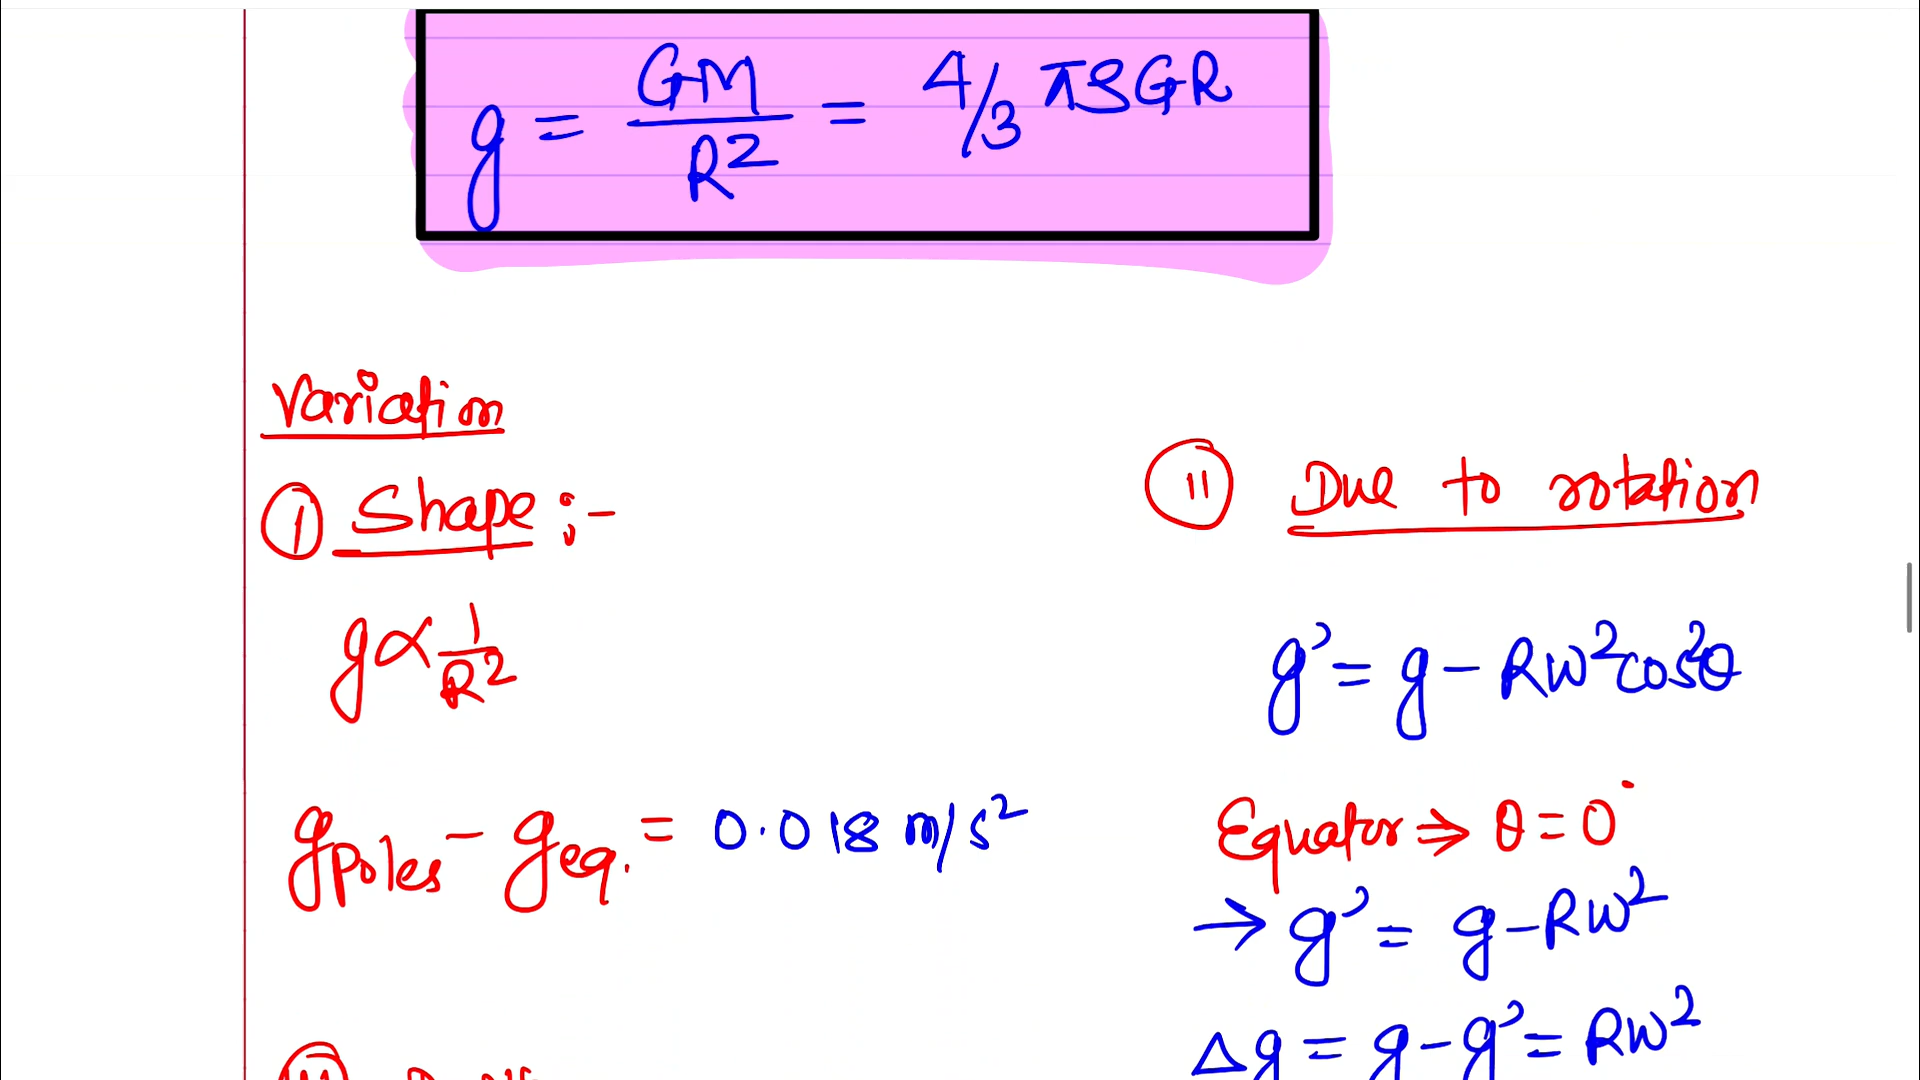 g = GM/R² = 4/3 πρGR
Variation
① Shape :-
g ∝ 1/R²
gpoles - geq. = 0.018 m/s²
⑪ Due to rotation
g' = g - Rω²cos²θ
Equator ⇒ θ = 0°
→ g' = g - Rω²
Δg = g - g' = Rω²